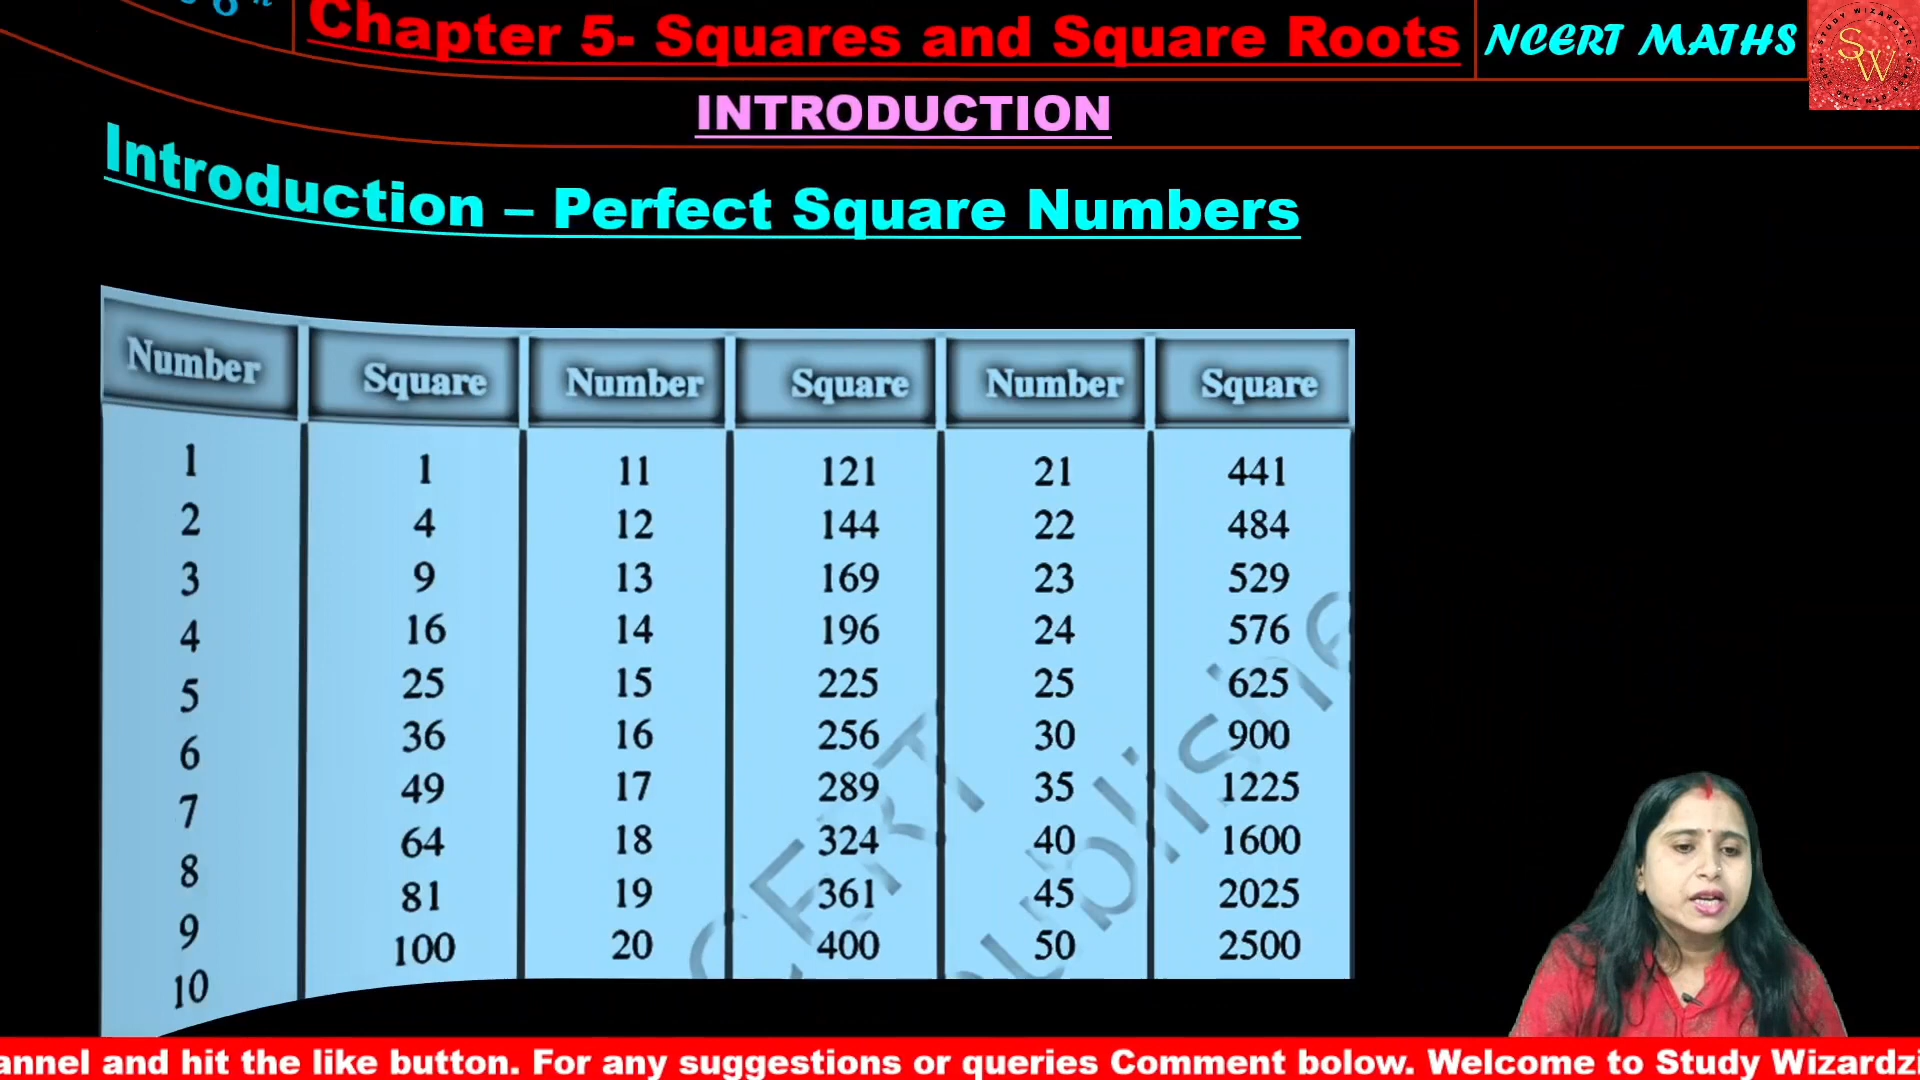 Chapter 5- Squares and Square Roots
NCERT MATHS
SW
INTRODUCTION
Introduction – Perfect Square Numbers
Number Square Number Square Number Square
1 1 11 121 21 441
2 4 12 144 22 484
3 9 13 169 23 529
4 16 14 196 24 576
5 25 15 225 25 625
6 36 16 256 30 900
7 49 17 289 35 1225
8 64 18 324 40 1600
9 81 19 361 45 2025
10 100 20 400 50 2500
annel and hit the like button. For any suggestions or queries Comment bolow. Welcome to Study Wizardzi